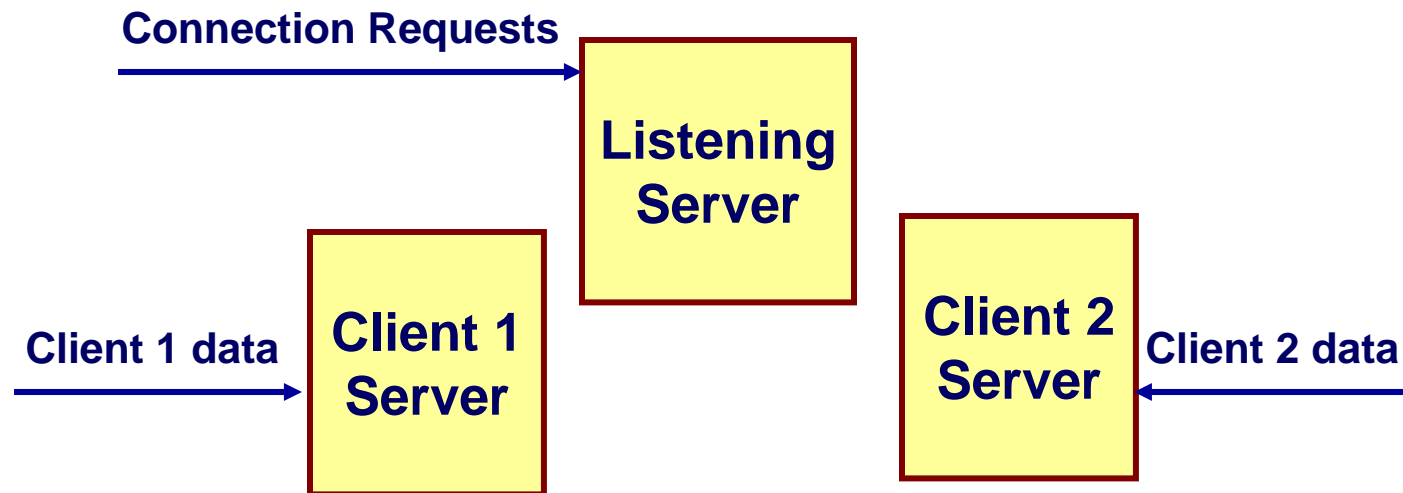 Connection Requests
Listening
Server
Client 1 data
Client 1
Server
Client 2
Server
Client 2 data